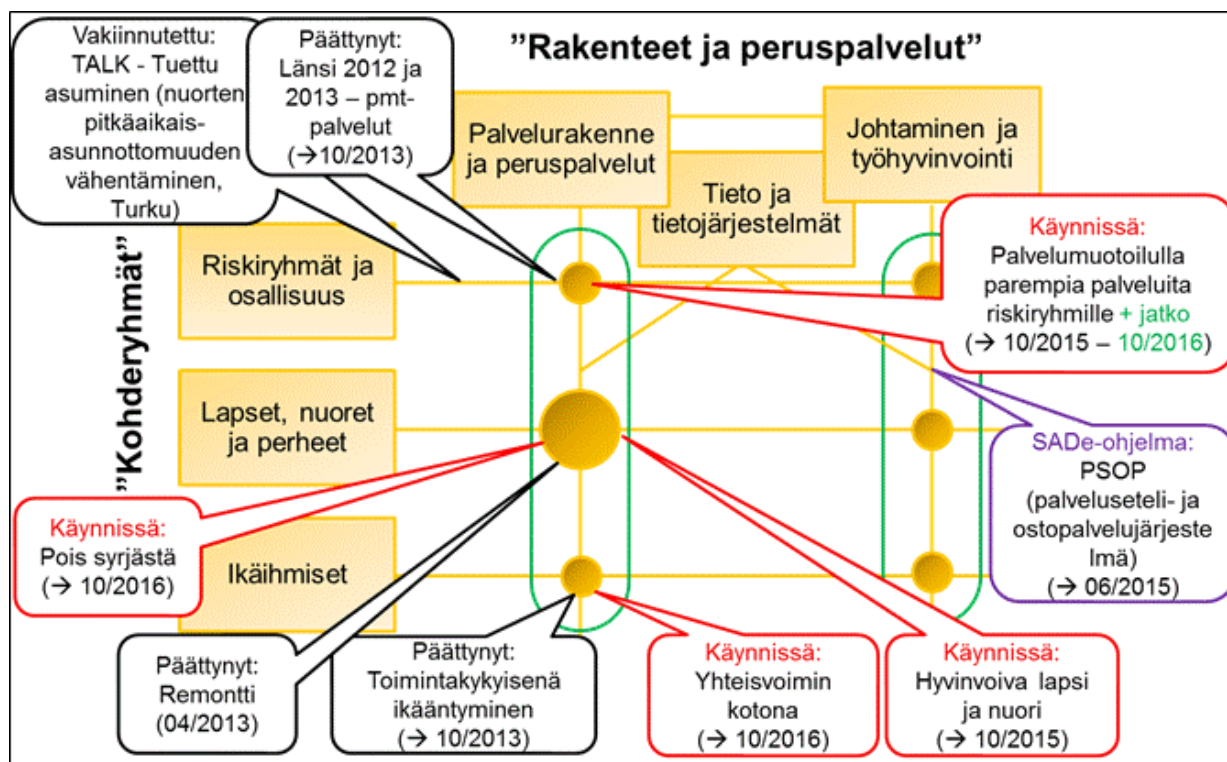 Vakiinnutettu:
TALK - Tuettu
asuminen (nuorten
pitkäaikais-
asunnottomuuden
vähentäminen,
Turku)
Päättynyt:
Länsi 2012 ja
2013 – pmt-
palvelut
(→10/2013)
”Rakenteet ja peruspalvelut”
Palvelurakenne
ja peruspalvelut
Tieto ja
tietojärjestelmät
Johtaminen ja
työhyvinvointi
”Kohderyhmät”
Riskiryhmät ja
osallisuus
Lapset, nuoret
ja perheet
Ikäihmiset
Käynnissä:
Palvelumuotoilulla
parempia palveluita
riskiryhmille + jatko
(→ 10/2015 – 10/2016)
SADe-ohjelma:
PSOP
(palveluseteli- ja
ostopalvelujärjeste
lmä)
(→ 06/2015)
Käynnissä:
Pois syrjästä
(→ 10/2016)
Päättynyt:
Remontti
(04/2013)
Päättynyt:
Toimintakykyisenä
ikääntyminen
(→ 10/2013)
Käynnissä:
Yhteisvoimin
kotona
(→ 10/2016)
Käynnissä:
Hyvinvoiva lapsi
ja nuori
(→ 10/2015)